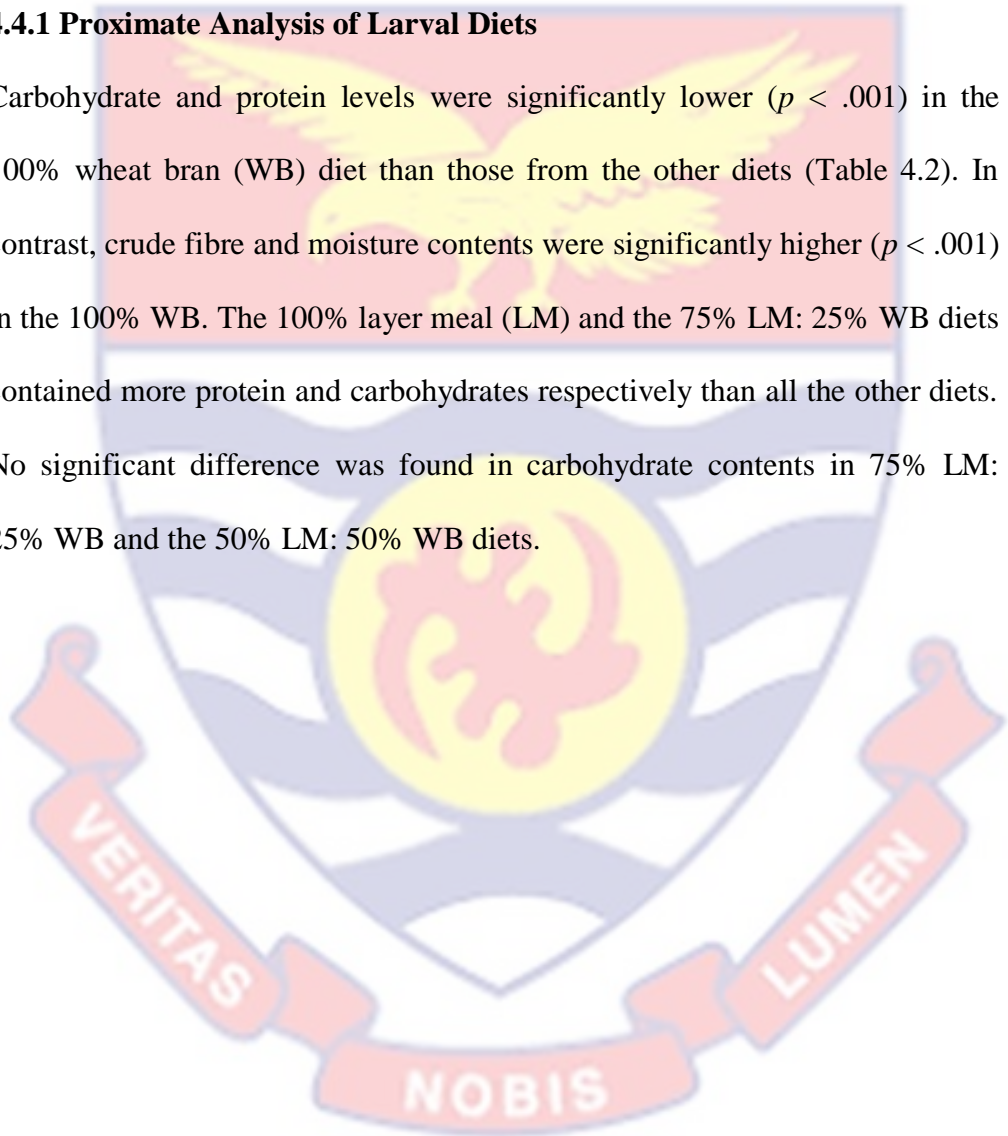 4.4.1 Proximate Analysis of Larval Diets
Carbohydrate and protein levels were significantly lower (p < .001) in the
100% wheat bran (WB) diet than those from the other diets (Table 4.2). In
contrast, crude fibre and moisture contents were significantly higher (p < .001)
in the 100% WB. The 100% layer meal (LM) and the 75% LM: 25% WB diets
contained more protein and carbohydrates respectively than all the other diets.
No significant difference was found in carbohydrate contents in 75% LM:
25% WB and the 50% LM: 50% WB diets.
VERITAS
NOBIS
LUMEN